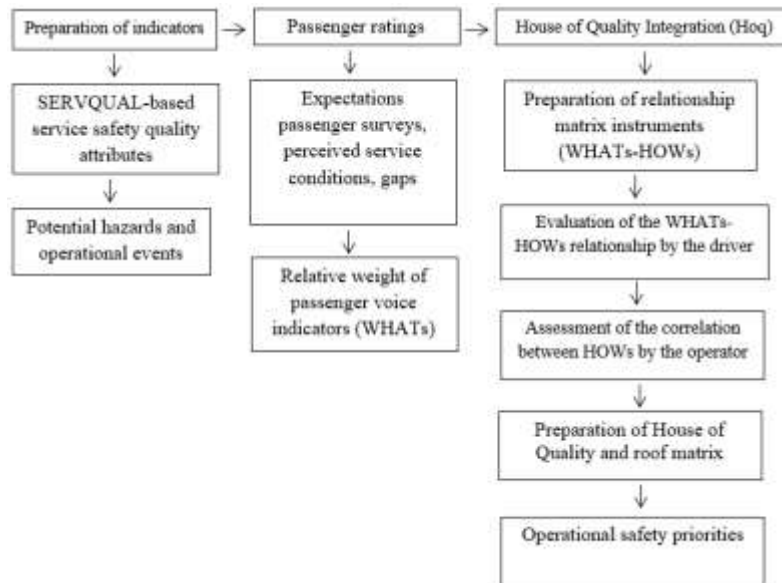 Preparation of indicators
SERVQUAL-based
service safety quality
attributes
Potential hazards and
operational events
Passenger ratings
Expectations
passenger surveys,
perceived service
conditions, gaps
Relative weight of
passenger voice
indicators (WHATs)
House of Quality Integration (Hoq)
Preparation of relationship
matrix instruments
(WHATs-HOWs)
Evaluation of the WHATs-
HOWs relationship by the driver
Assessment of the correlation
between HOWs by the operator
Preparation of House of
Quality and roof matrix
Operational safety priorities